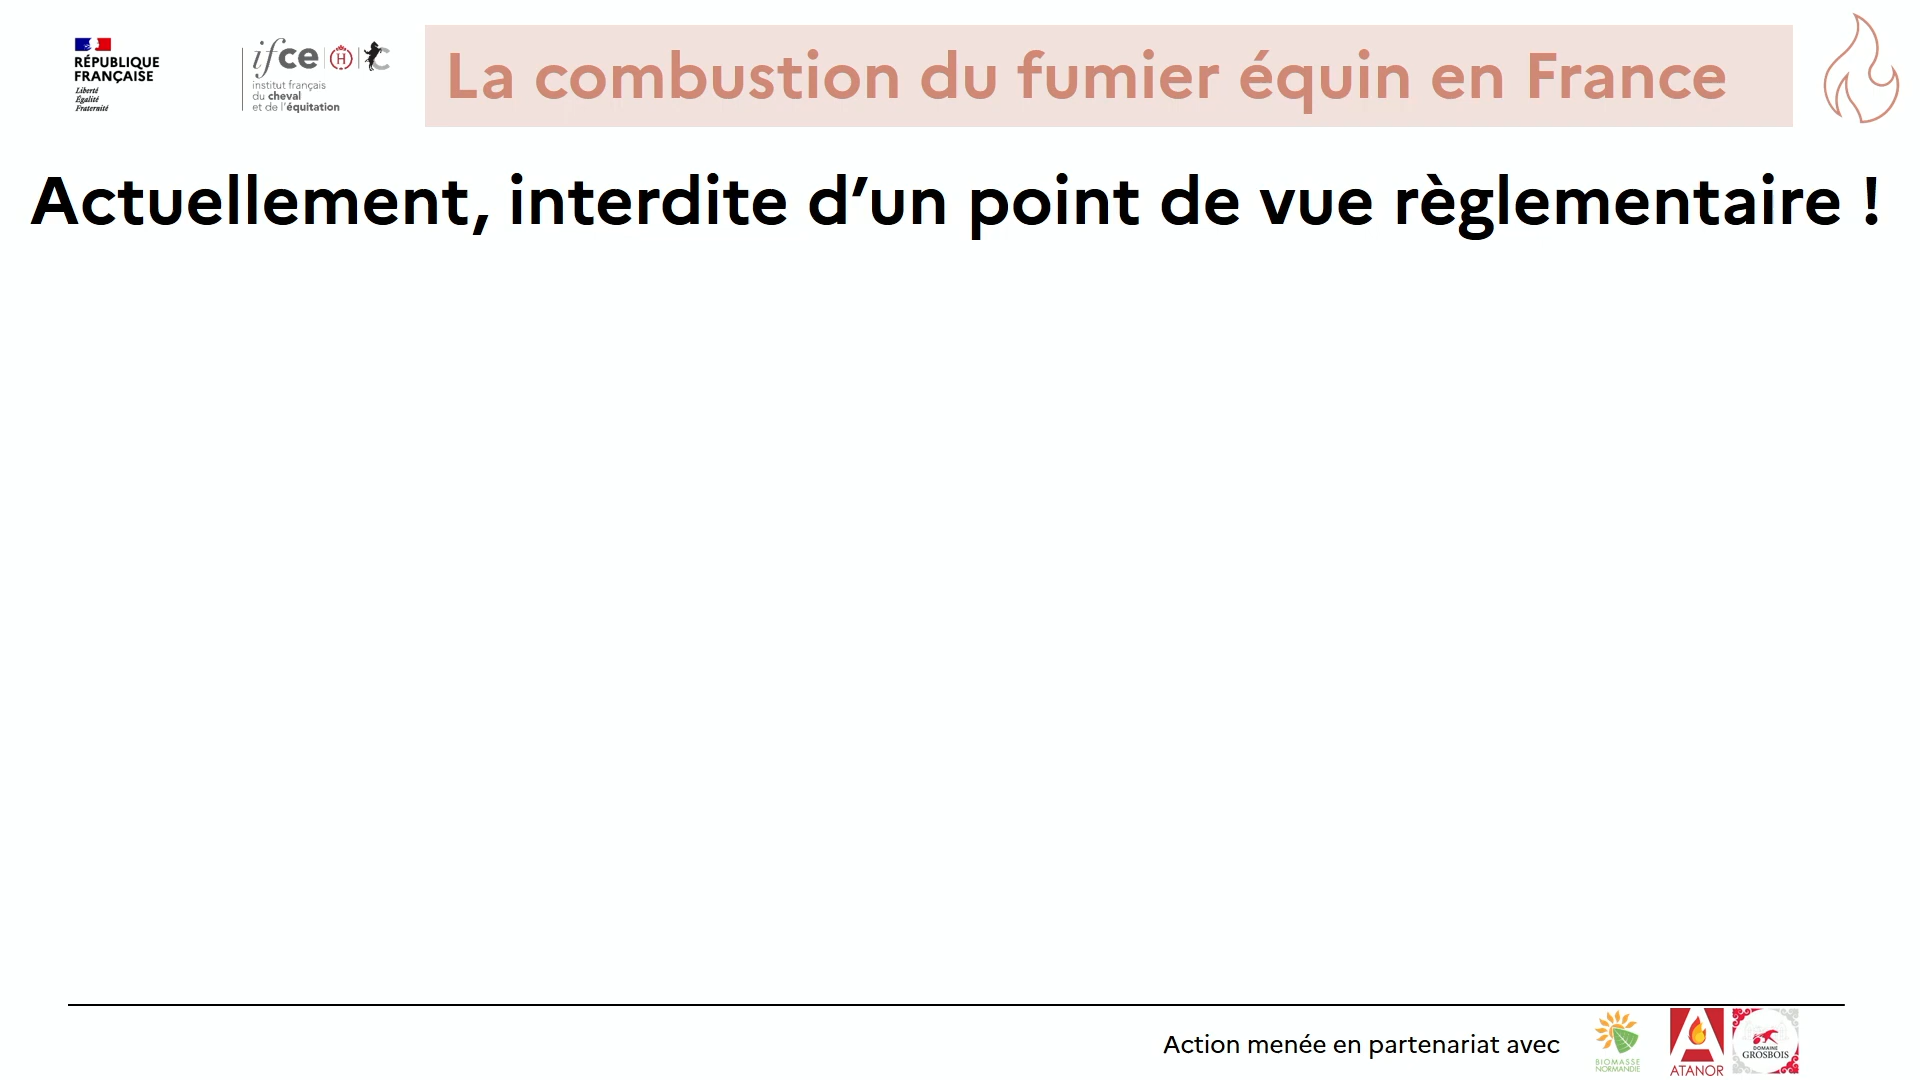 RÉPUBLIQUE
FRANÇAISE
Liberté
Égalité
Fraternité
ifce
institut français
du cheval
et de l'équitation
La combustion du fumier équin en France
Actuellement, interdite d’un point de vue règlementaire !
Action menée en partenariat avec
BIOMASSE
NORMANDIE
ATANOR
DOMAINE
GROSBOIS